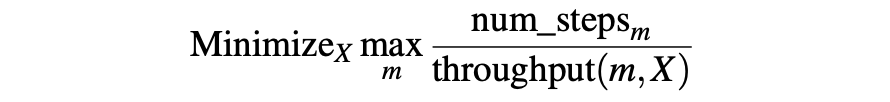 Minimize_X max_m num_steps_m / throughput(m, X)